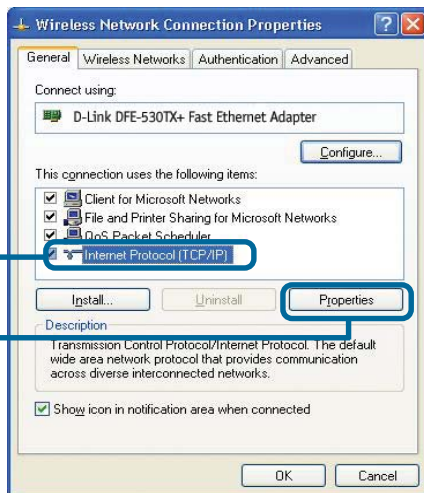 Wireless Network Connection Properties
General Wireless Networks Authentication Advanced
Connect using:
D-Link DFE-530TX+ Fast Ethernet Adapter
Configure...
This connection uses the following items:
Client for Microsoft Networks
File and Printer Sharing for Microsoft Networks
QoS Packet Scheduler
Internet Protocol (TCP/IP)
Install... Uninstall Properties
Description
Transmission Control Protocol/Internet Protocol. The default
wide area network protocol that provides communication
across diverse interconnected networks.
Show icon in notification area when connected
OK Cancel